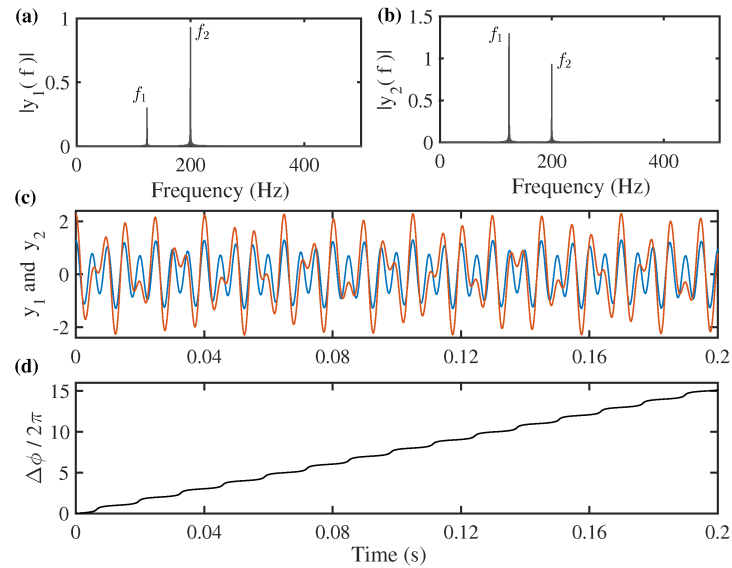 (a)
1
0.5
0
|y1( f )|
f1
f2
0
200
400
Frequency (Hz)
(b)
1.5
1
0.5
0
|y2( f )|
f1
f2
0
200
400
Frequency (Hz)
(c)
2
0
-2
y1 and y2
0
0.04
0.08
0.12
0.16
0.2
(d)
15
10
5
0
Δϕ / 2π
0
0.04
0.08
0.12
0.16
0.2
Time (s)